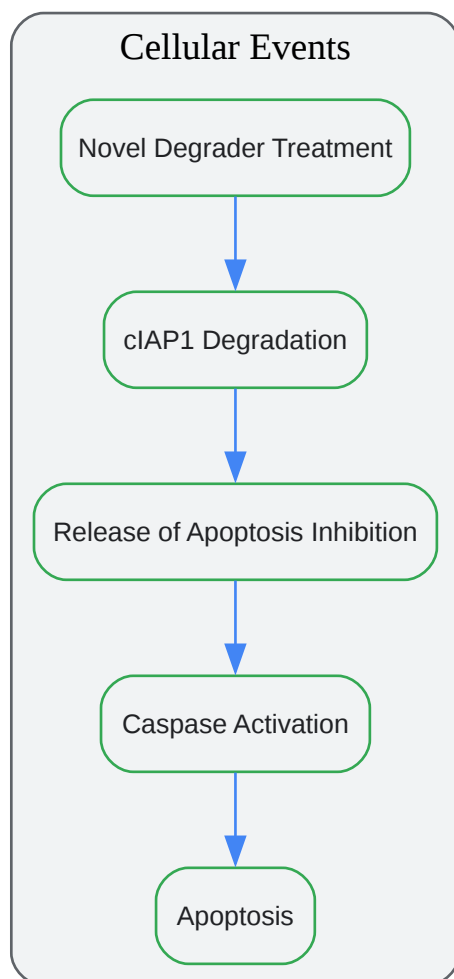 Cellular Events
Novel Degrader Treatment
cIAP1 Degradation
Release of Apoptosis Inhibition
Caspase Activation
Apoptosis